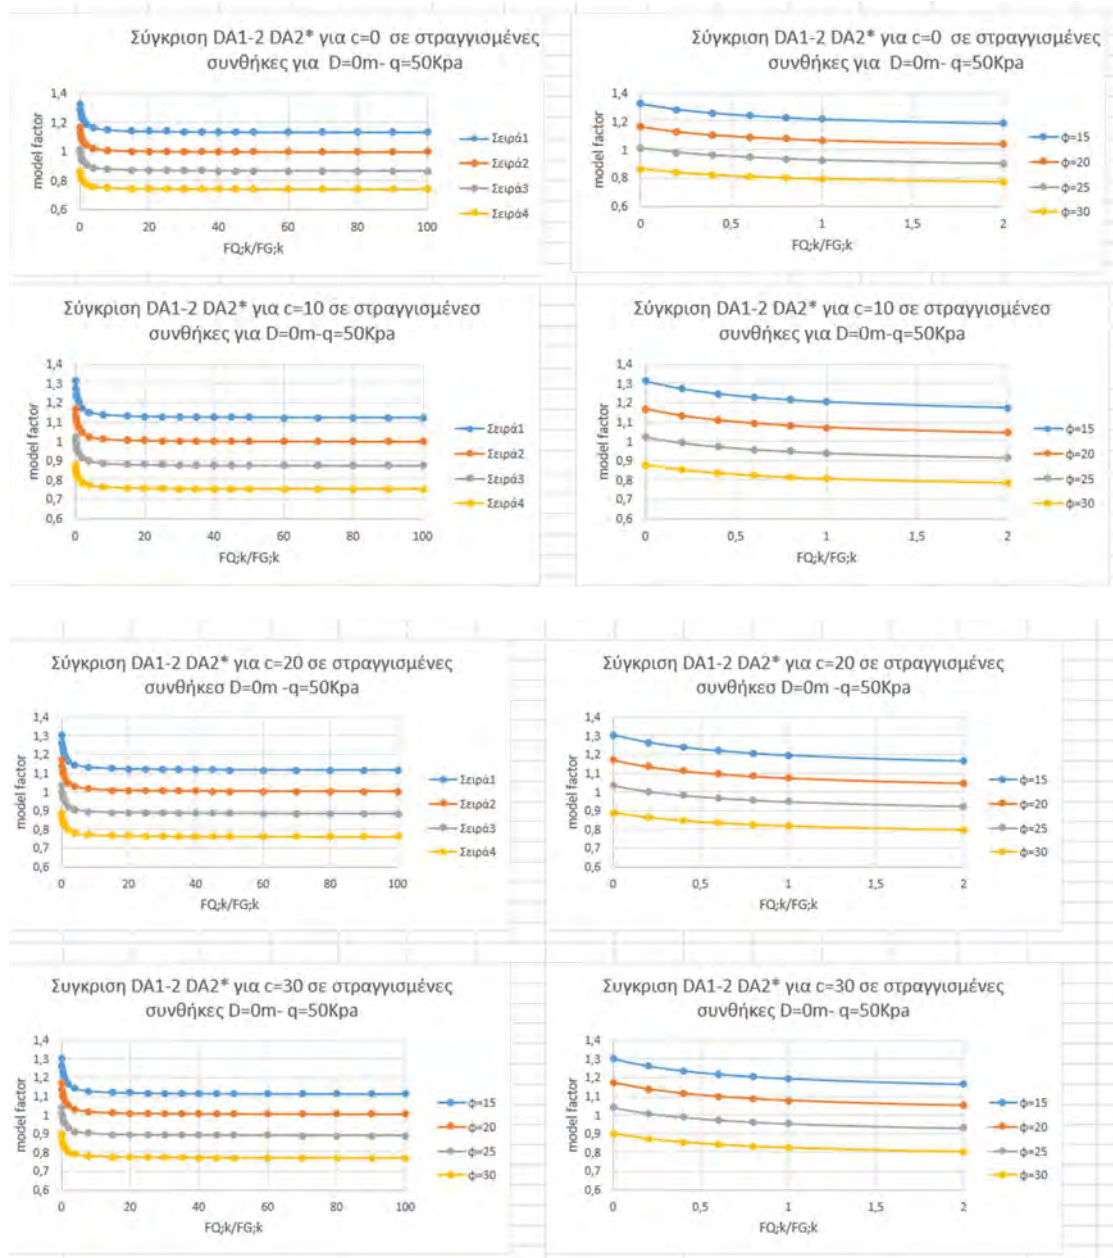 Σύγκριση DA1-2 DA2* για c=0 σε στραγγισμένες
συνθήκες για D=0m- q=50Kpa
1,4
1,2
1
0,8
0,6
0 20 40 60 80 100
model factor
FQ;k/FG;k
Σειρά1
Σειρά2
Σειρά3
Σειρά4
Σύγκριση DA1-2 DA2* για c=0 σε στραγγισμένες
συνθήκες για D=0m- q=50Kpa
1,4
1,2
1
0,8
0,6
0 0,5 1 1,5 2
model factor
FQ;k/FG;k
φ=15
φ=20
φ=25
φ=30
Σύγκριση DA1-2 DA2* για c=10 σε στραγγισμένεσ
συνθήκες για D=0m-q=50Kpa
1,4
1,3
1,2
1,1
1
0,9
0,8
0,7
0,6
0 20 40 60 80 100
model factor
FQ;k/FG;k
Σειρά1
Σειρά2
Σειρά3
Σειρά4
Σύγκριση DA1-2 DA2* για c=10 σε στραγγισμένεσ
συνθήκες για D=0m-q=50Kpa
1,4
1,3
1,2
1,1
1
0,9
0,8
0,7
0,6
0 0,5 1 1,5 2
model factor
FQ;k/FG;k
φ=15
φ=20
φ=25
φ=30
Σύγκριση DA1-2 DA2* για c=20 σε στραγγισμένες
συνθήκεσ D=0m -q=50Kpa
1,4
1,3
1,2
1,1
1
0,9
0,8
0,7
0,6
0 20 40 60 80 100
model factor
FQ;k/FG;k
Σειρά1
Σειρά2
Σειρά3
Σειρά4
Σύγκριση DA1-2 DA2* για c=20 σε στραγγισμένες
συνθήκεσ D=0m -q=50Kpa
1,4
1,3
1,2
1,1
1
0,9
0,8
0,7
0,6
0 0,5 1 1,5 2
model factor
FQ;k/FG;k
φ=15
φ=20
φ=25
φ=30
Συγκριση DA1-2 DA2* για c=30 σε στραγγισμένες
συνθήκες D=0m- q=50Kpa
1,4
1,3
1,2
1,1
1
0,9
0,8
0,7
0,6
0 20 40 60 80 100
model factor
FQ;k/FG;k
φ=15
φ=20
φ=25
φ=30
Συγκριση DA1-2 DA2* για c=30 σε στραγγισμένες
συνθήκες D=0m- q=50Kpa
1,4
1,3
1,2
1,1
1
0,9
0,8
0,7
0,6
0 0,5 1 1,5 2
model factor
FQ;k/FG;k
φ=15
φ=20
φ=25
φ=30